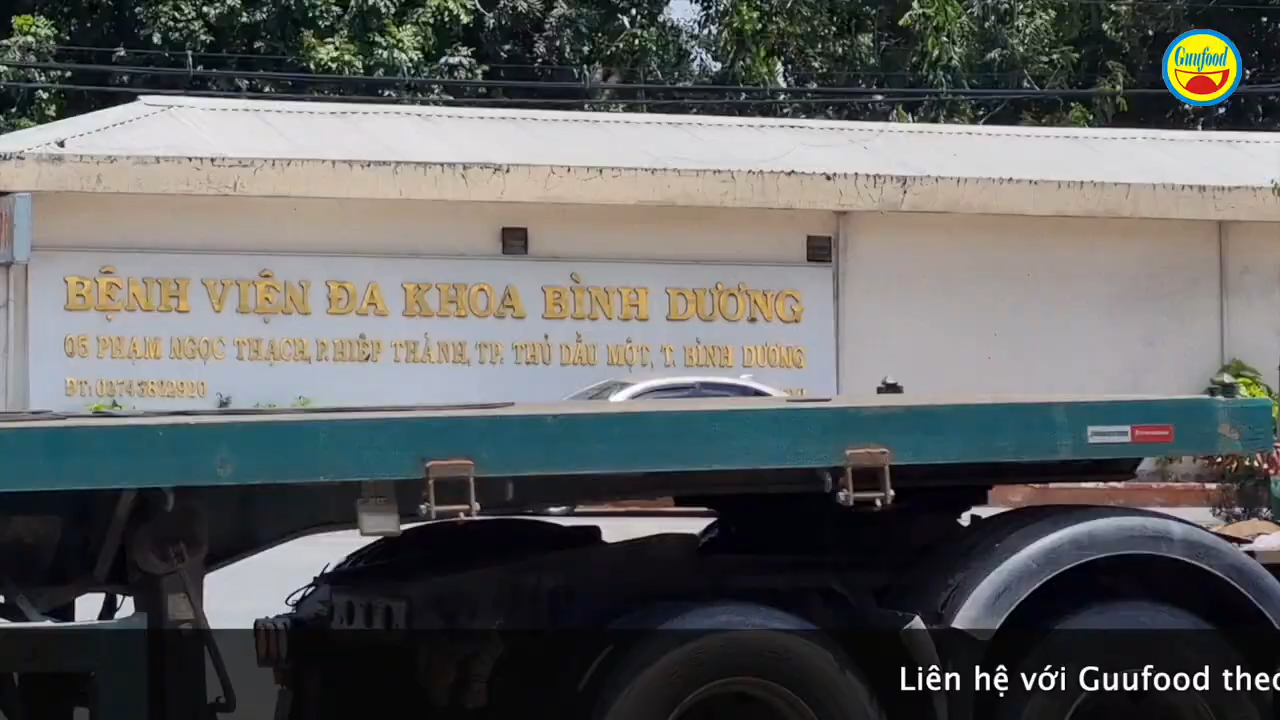 Guufood
BỆNH VIỆN ĐA KHOA BÌNH DƯƠNG
05 PHẠM NGỌC THẠCH, P. HIỆP THÀNH, TP. THỦ DẦU MỘT, T. BÌNH DƯƠNG
ĐT: 02743822920
Liên hệ với Guufood theo